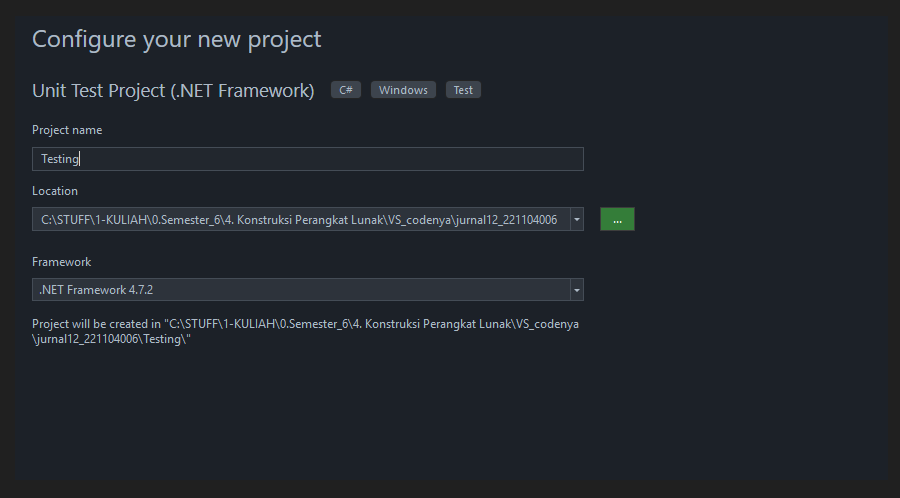 Configure your new project
Unit Test Project (.NET Framework) C# Windows Test
Project name
Testing
Location
C:\STUFF\1-KULIAH\0.Semester_6\4. Konstruksi Perangkat Lunak\VS_codenya\jurnal12_221104006
...
Framework
.NET Framework 4.7.2
Project will be created in "C:\STUFF\1-KULIAH\0.Semester_6\4. Konstruksi Perangkat Lunak\VS_codenya
\jurnal12_221104006\Testing\"